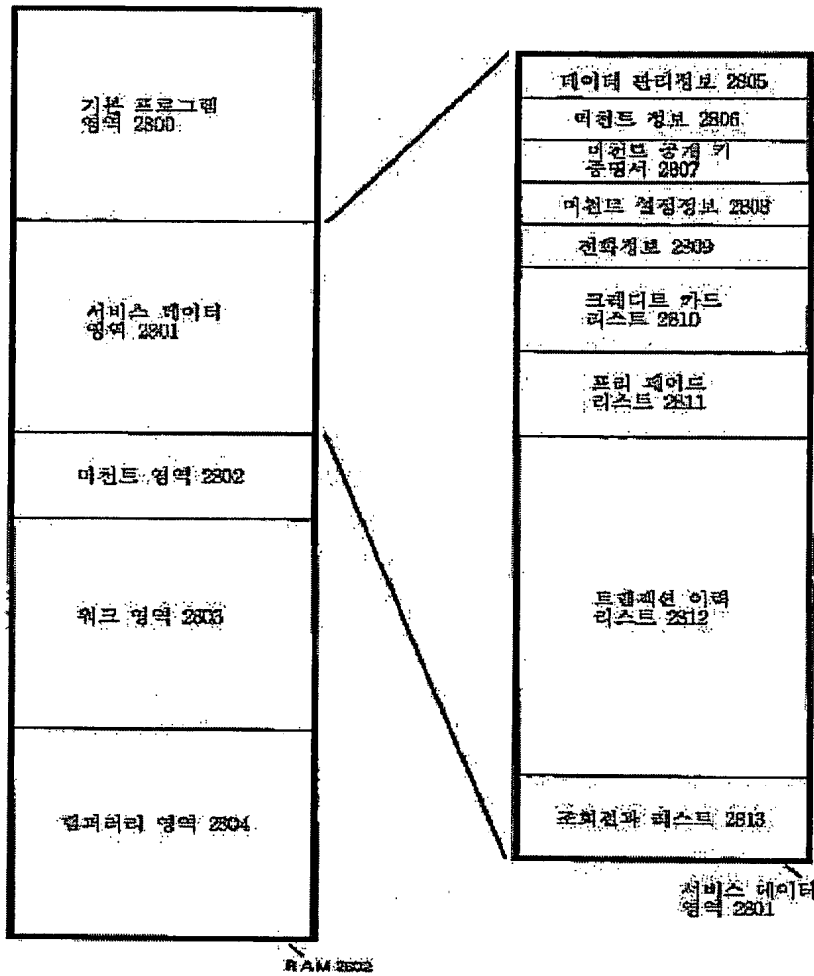 기본 프로그램
영역 2800
서비스 데이터
영역 2801
머천트 영역 2802
워크 영역 2803
템퍼러리 영역 2804
RAM 2602
데이터 관리정보 2805
머천트 정보 2806
머천트 공개 키
증명서 2807
머천트 설정정보 2808
전화정보 2809
크레디트 카드
리스트 2810
프리 페이드
리스트 2811
트랜잭션 이력
리스트 2812
조회결과 리스트 2813
서비스 데이터
영역 2801